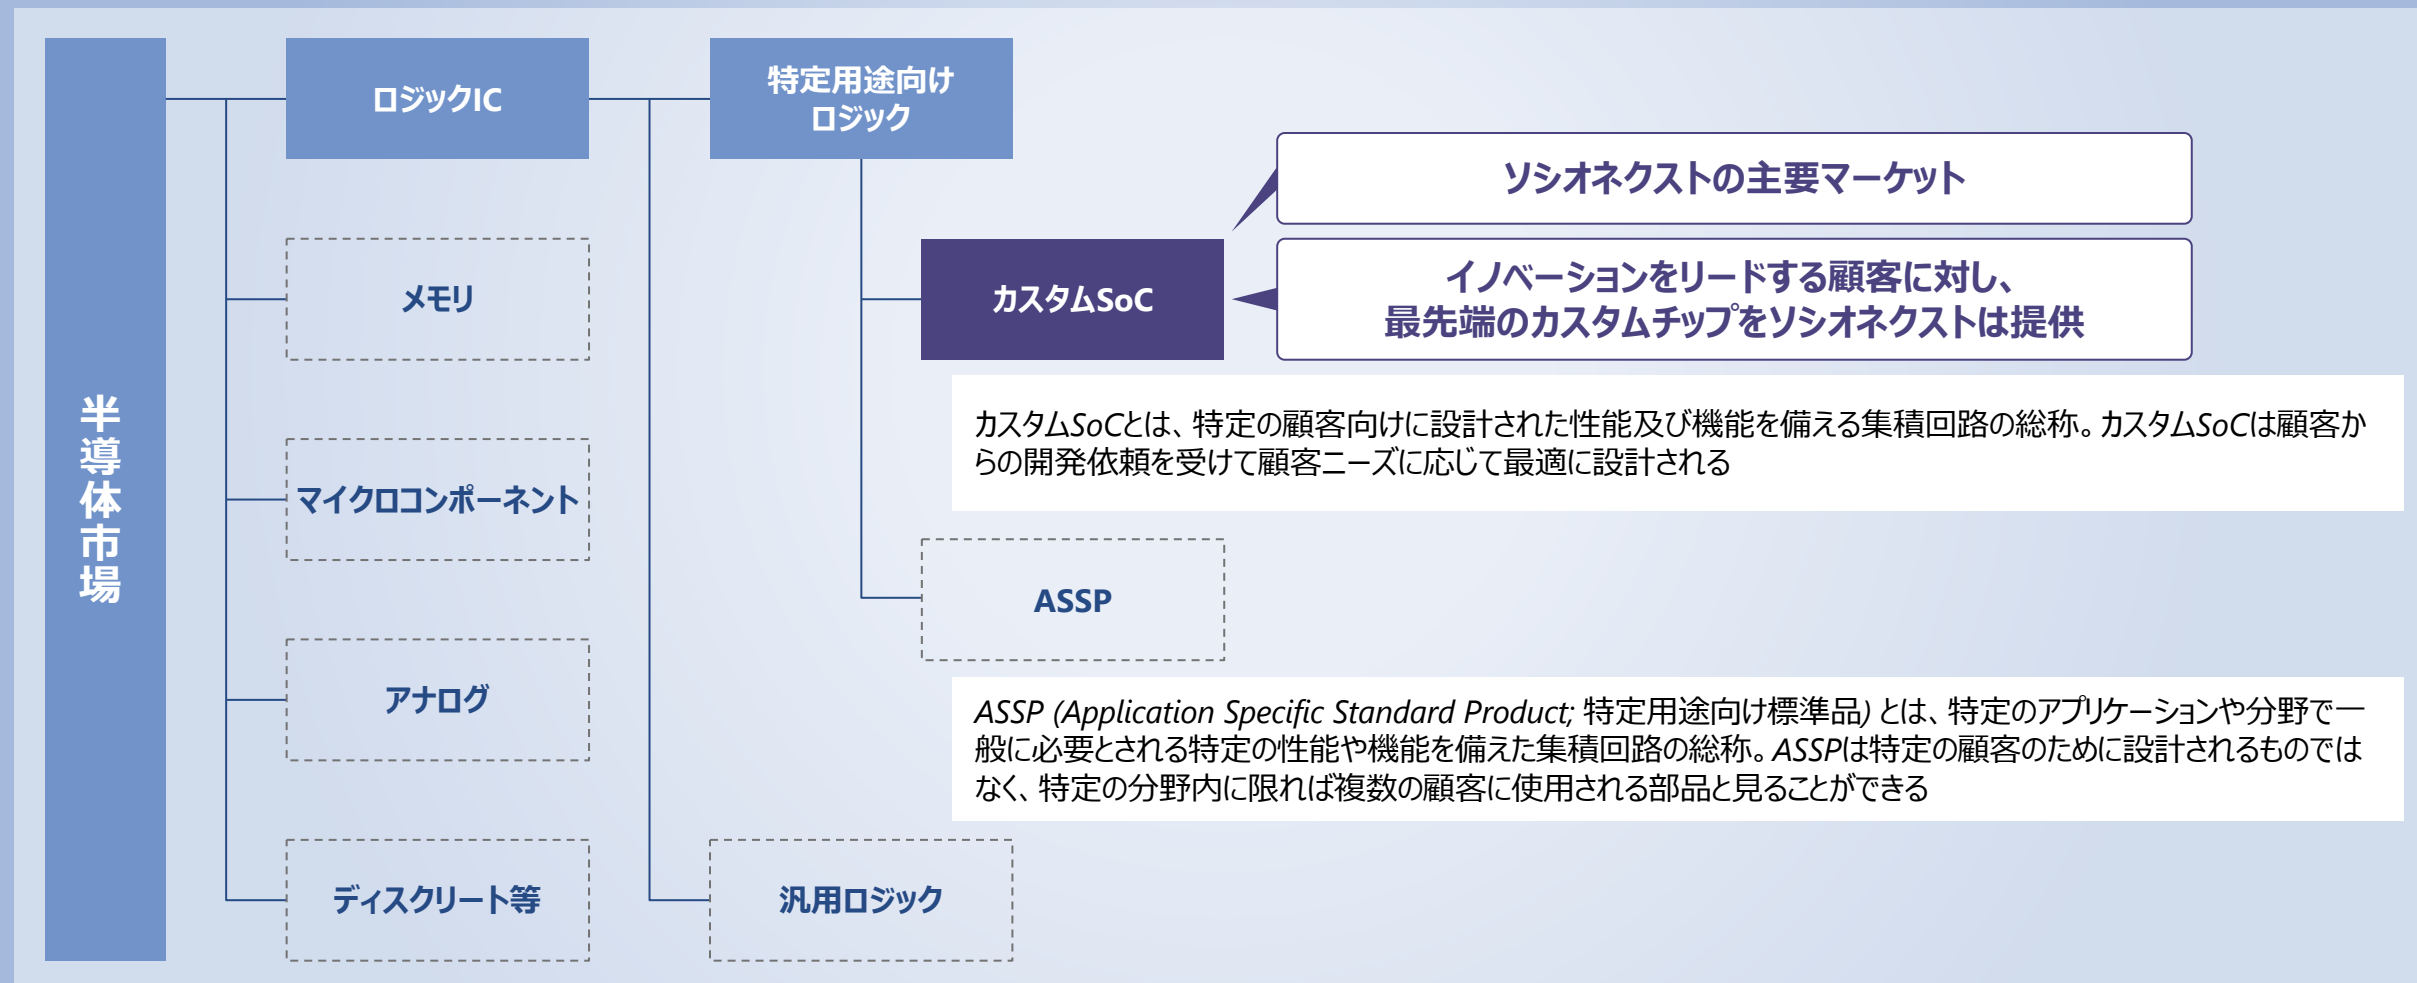 半導体市場
ロジックIC
特定用途向け
ロジック
ソシオネクストの主要マーケット
メモリ
カスタムSoC
イノベーションをリードする顧客に対し、
最先端のカスタムチップをソシオネクストは提供
カスタムSoCとは、特定の顧客向けに設計された性能及び機能を備える集積回路の総称。カスタムSoCは顧客か
らの開発依頼を受けて顧客ニーズに応じて最適に設計される
マイクロコンポーネント
ASSP
アナログ
ASSP (Application Specific Standard Product; 特定用途向け標準品) とは、特定のアプリケーションや分野で一
般に必要とされる特定の性能や機能を備えた集積回路の総称。ASSPは特定の顧客のために設計されるものでは
なく、特定の分野内に限れば複数の顧客に使用される部品と見ることができる
ディスクリート等
汎用ロジック